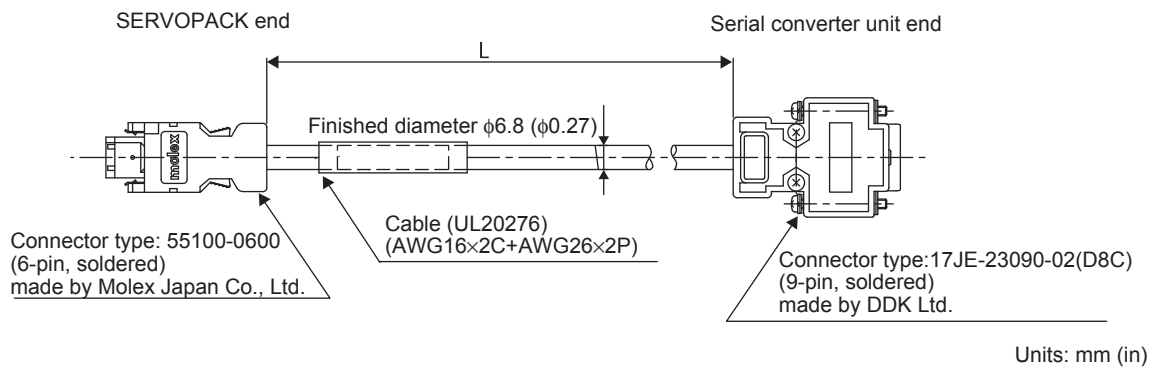 SERVOPACK end
Serial converter unit end
L
Finished diameter ϕ6.8 (ϕ0.27)
molex
Cable (UL20276)
(AWG16×2C+AWG26×2P)
Connector type: 55100-0600
(6-pin, soldered)
made by Molex Japan Co., Ltd.
Connector type:17JE-23090-02(D8C)
(9-pin, soldered)
made by DDK Ltd.
Units: mm (in)